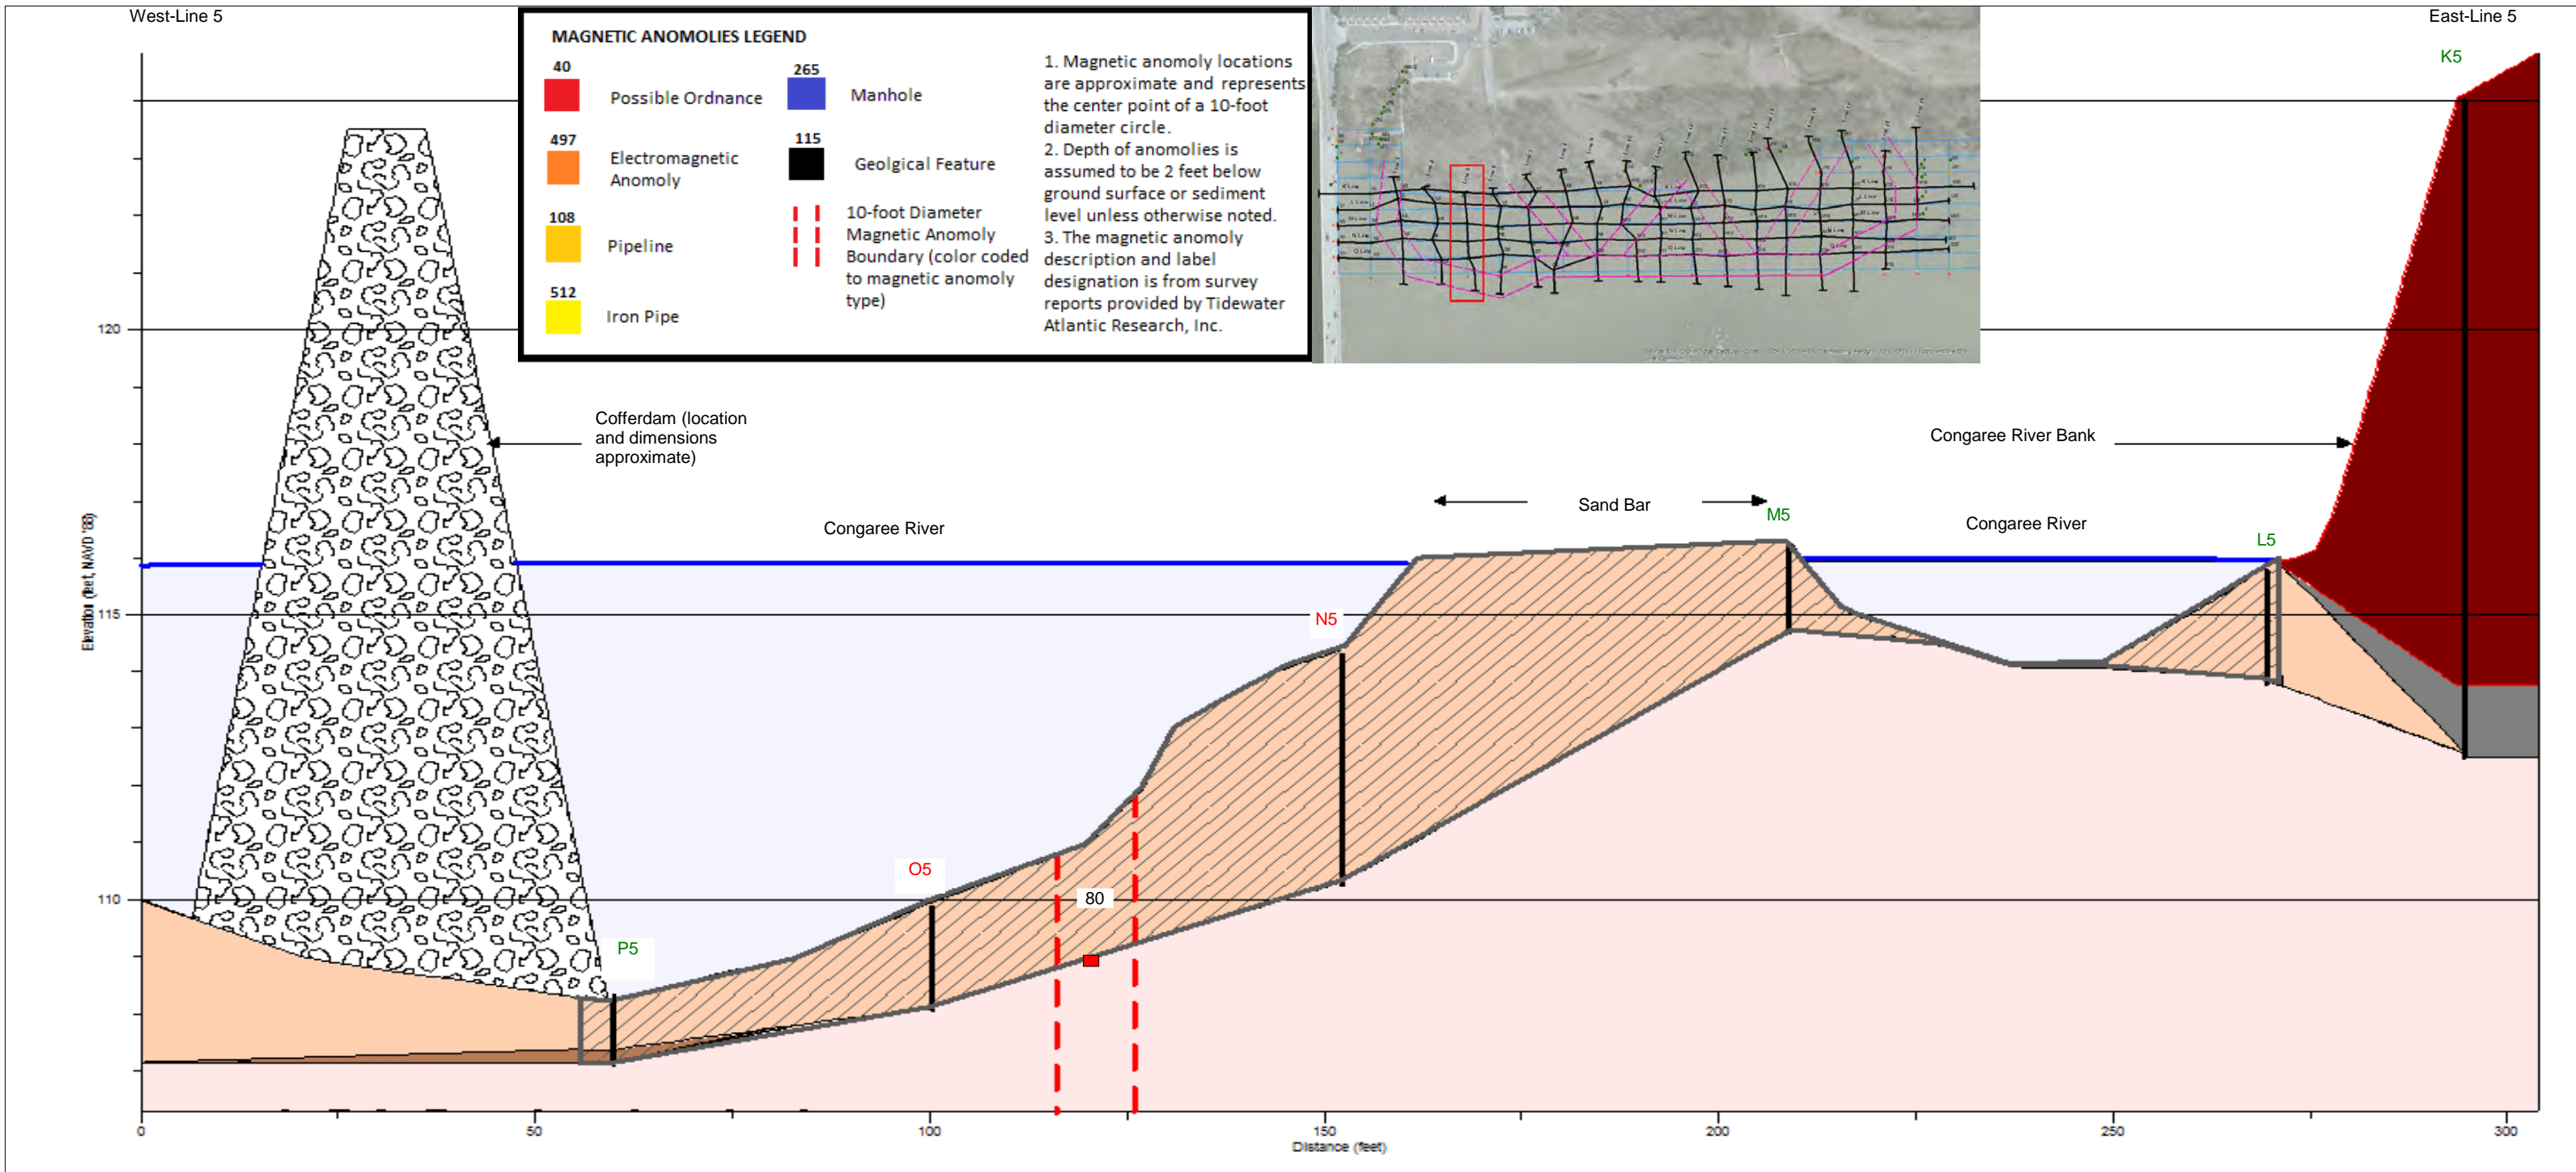 West-Line 5
East-Line 5
MAGNETIC ANOMOLIES LEGEND
40
Possible Ordnance
497
Electromagnetic
Anomoly
108
Pipeline
512
Iron Pipe
265
Manhole
115
Geolgical Feature
10-foot Diameter
Magnetic Anomoly
Boundary (color coded
to magnetic anomoly
type)
1. Magnetic anomoly locations
are approximate and represents
the center point of a 10-foot
diameter circle.
2. Depth of anomolies is
assumed to be 2 feet below
ground surface or sediment
level unless otherwise noted.
3. The magnetic anomoly
description and label
designation is from survey
reports provided by Tidewater
Atlantic Research, Inc.
K5
Cofferdam (location
and dimensions
approximate)
Congaree River Bank
Sand Bar
M5
Congaree River
Congaree River
L5
N5
O5
80
P5
Elevation (feet, NAVD '88)
120
115
110
0
50
100
150
200
250
300
Distance (feet)